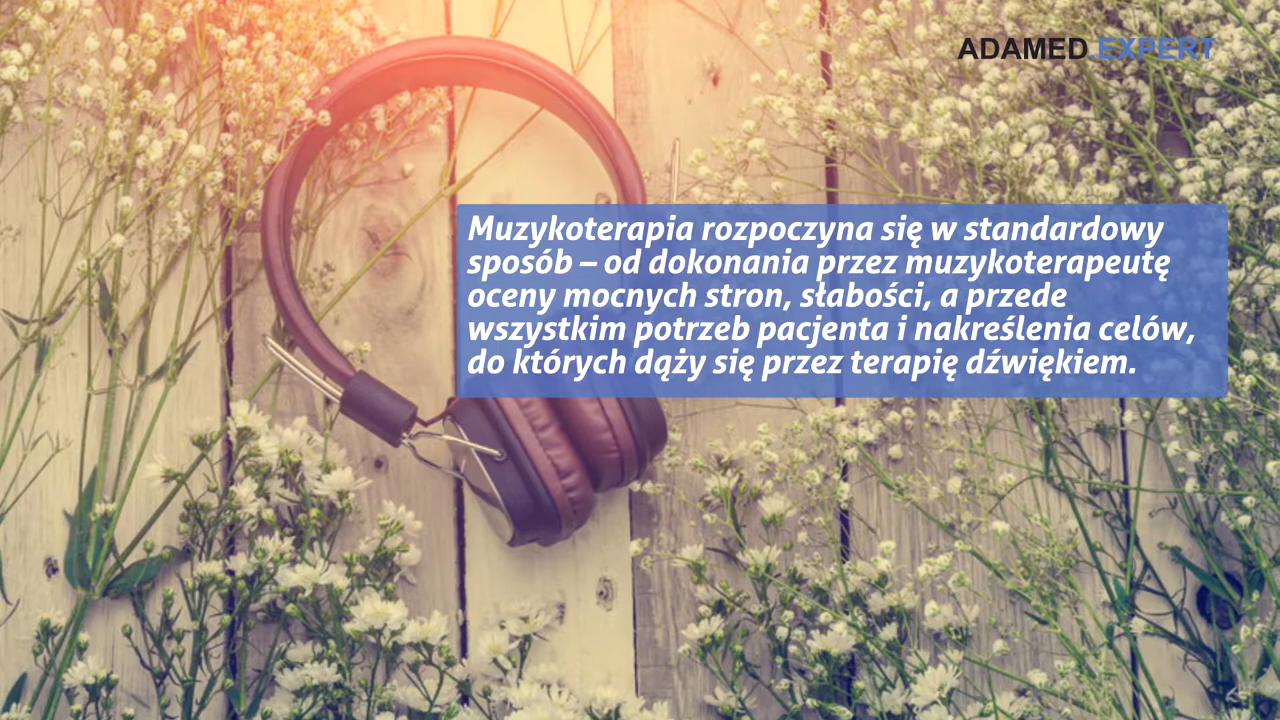 ADAMED.EXPERT
Muzykoterapia rozpoczyna się w standardowy
sposób – od dokonania przez muzykoterapeutę
oceny mocnych stron, słabości, a przede
wszystkim potrzeb pacjenta i nakreślenia celów,
do których dąży się przez terapię dźwiękiem.